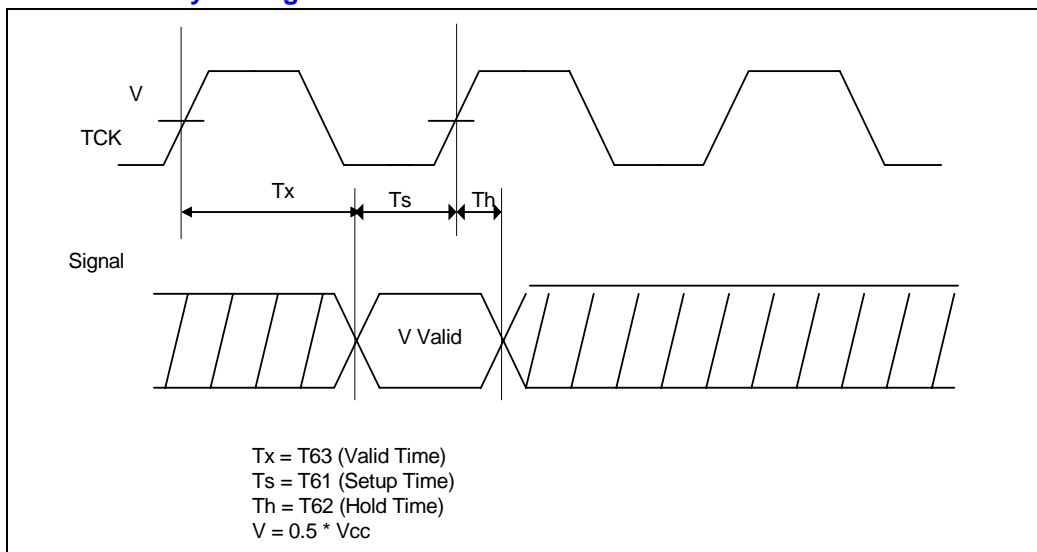 V
TCK
Tx
Ts
Th
Signal
V Valid
Tx = T63 (Valid Time)
Ts = T61 (Setup Time)
Th = T62 (Hold Time)
V = 0.5 * Vcc